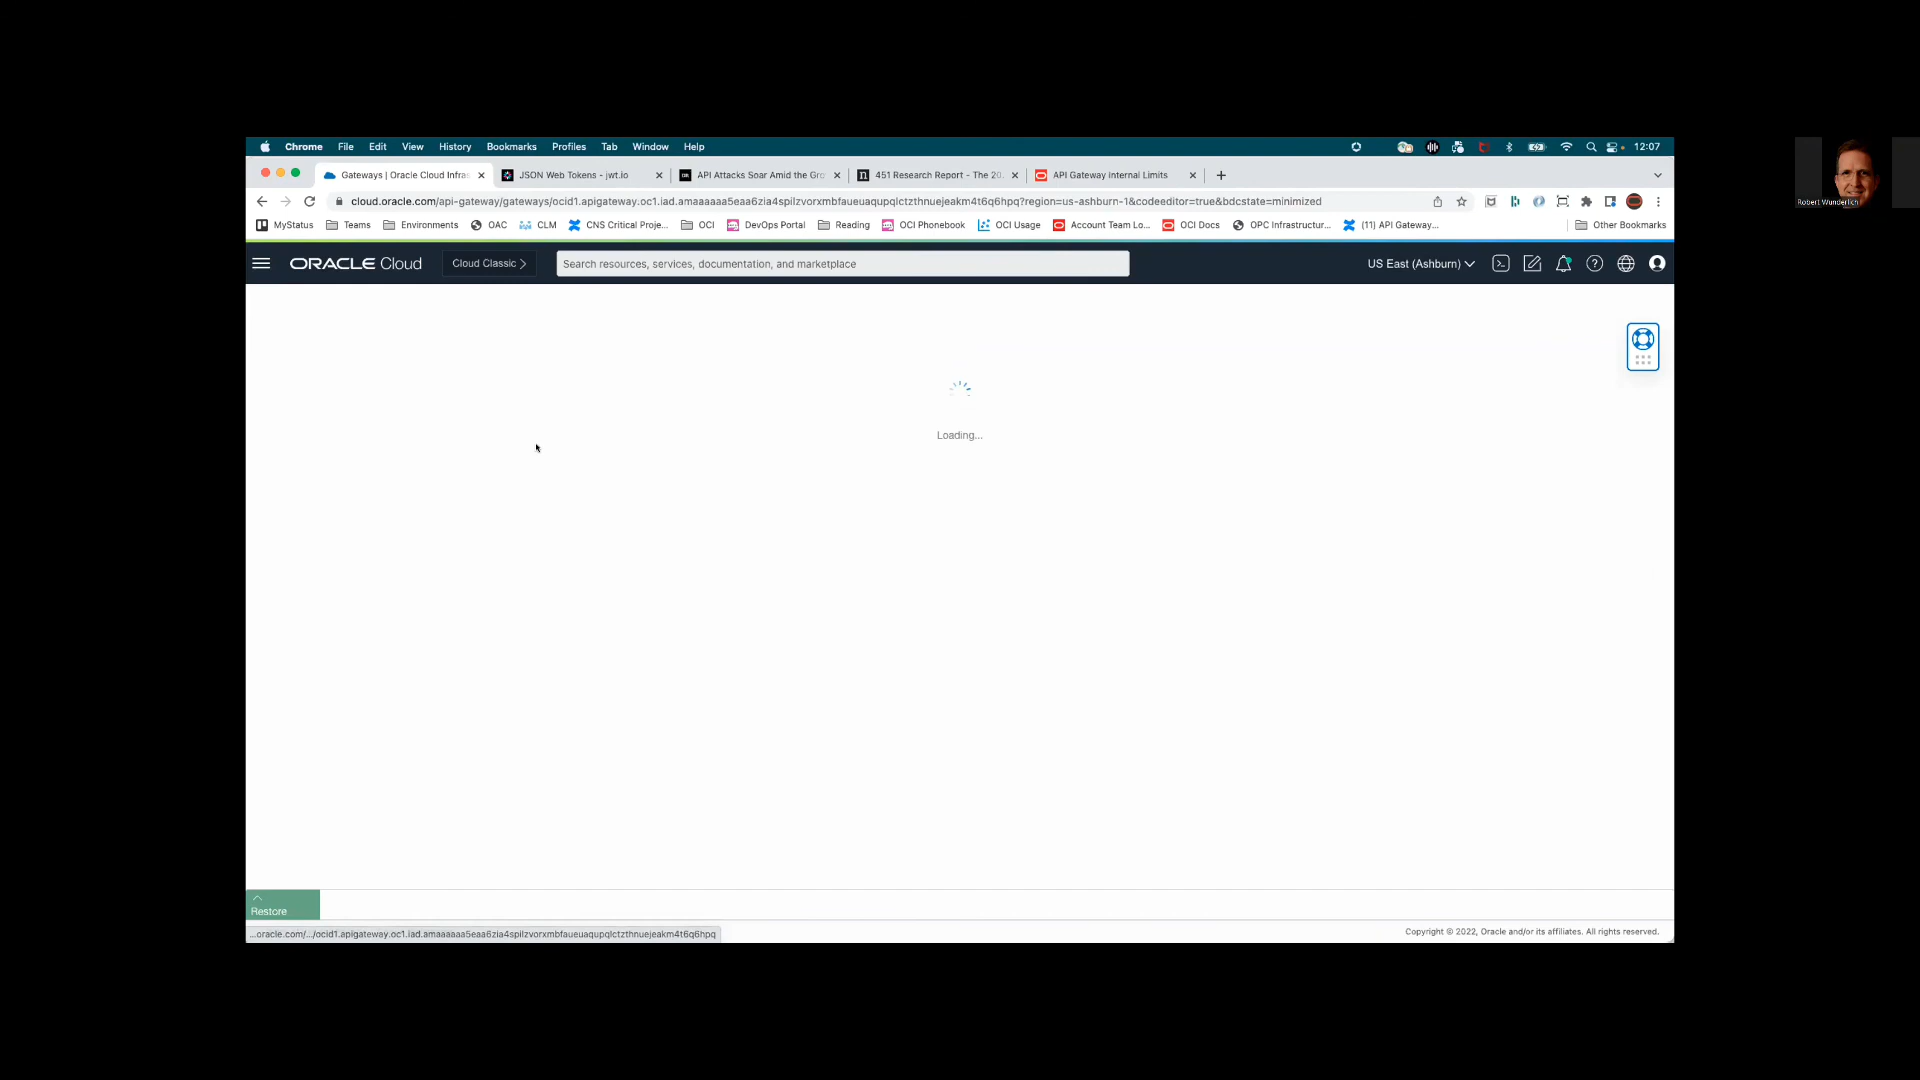 Chrome File Edit View History Bookmarks Profiles Tab Window Help 12:07
Gateways | Oracle Cloud Infras JSON Web Tokens - jwt.io API Attacks Soar Amid the Gro 451 Research Report - The 20 API Gateway Internal Limits
cloud.oracle.com/api-gateway/gateways/ocid1.apigateway.oc1.iad.amaaaaaa5eaa6zia4spilzvorxmbfaueuaqupqlctzthnuejeakm4t6q6hpq?region=us-ashburn-1&codeeditor=true&bdcstate=minimized
MyStatus Teams Environments OAC CLM CNS Critical Proje... OCI DevOps Portal Reading OCI Phonebook OCI Usage Account Team Lo... OCI Docs OPC Infrastructur... (11) API Gateway... Other Bookmarks
ORACLE Cloud Cloud Classic Search resources, services, documentation, and marketplace US East (Ashburn)
Robert Wunderlich
Loading...
Restore
...oracle.com/.../ocid1.apigateway.oc1.iad.amaaaaaa5eaa6zia4spilzvorxmbfaueuaqupqlctzthnuejeakm4t6q6hpq
Copyright © 2022, Oracle and/or its affiliates. All rights reserved.